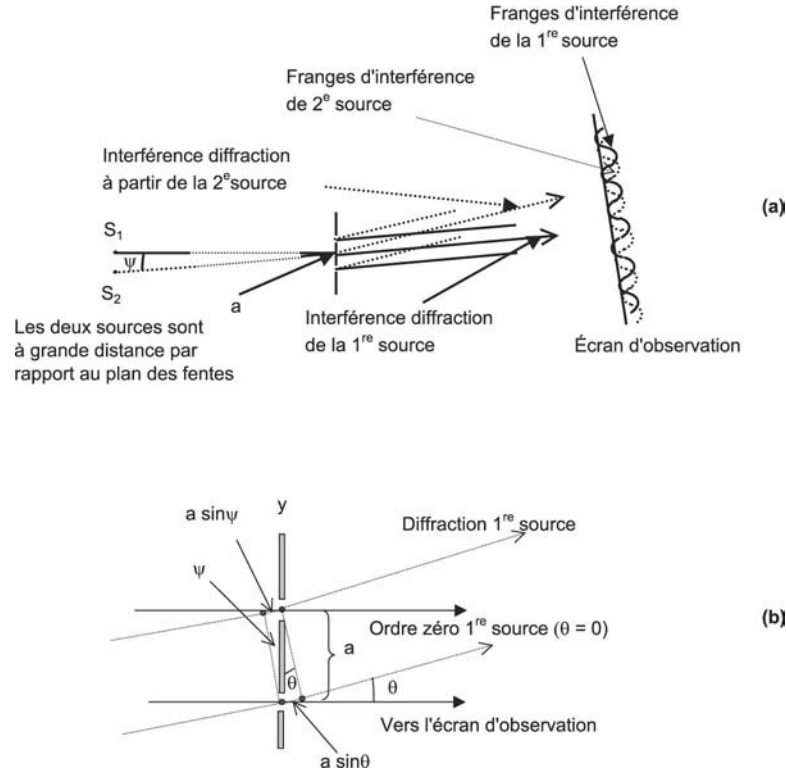 Franges d'interférence
de la 1re source
Franges d'interférence
de 2e source
Interférence diffraction
à partir de la 2e source
(a)
S1
ψ
S2
a
Les deux sources sont
à grande distance par
rapport au plan des fentes
Interférence diffraction
de la 1re source
Écran d'observation
y
a sinψ
Diffraction 1re source
ψ
Ordre zéro 1re source (θ = 0)
(b)
a
θ
θ
Vers l'écran d'observation
a sinθ